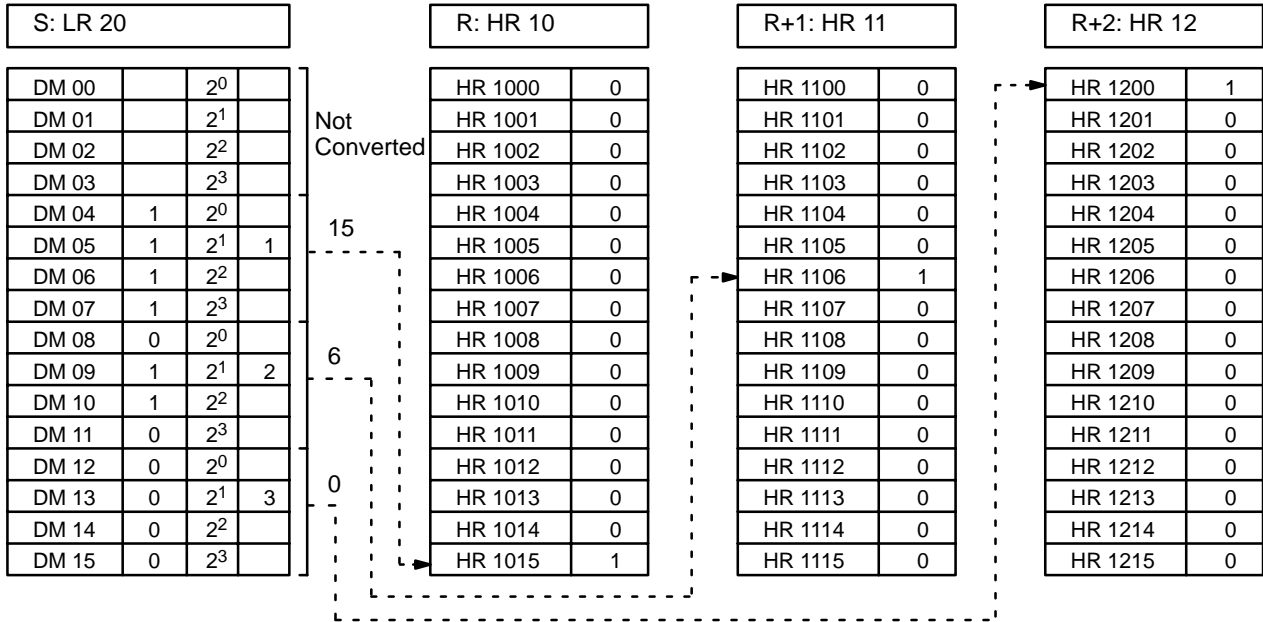 S: LR 20 R: HR 10 R+1: HR 11 R+2: HR 12
DM 00 2⁰ HR 1000 0 HR 1100 0 HR 1200 1
DM 01 2¹ Not HR 1001 0 HR 1101 0 HR 1201 0
DM 02 2² Converted HR 1002 0 HR 1102 0 HR 1202 0
DM 03 2³ HR 1003 0 HR 1103 0 HR 1203 0
DM 04 1 2⁰ 15 HR 1004 0 HR 1104 0 HR 1204 0
DM 05 1 2¹ 1 HR 1005 0 HR 1105 0 HR 1205 0
DM 06 1 2² HR 1006 0 HR 1106 1 HR 1206 0
DM 07 1 2³ HR 1007 0 HR 1107 0 HR 1207 0
DM 08 0 2⁰ 6 HR 1008 0 HR 1108 0 HR 1208 0
DM 09 1 2¹ 2 HR 1009 0 HR 1109 0 HR 1209 0
DM 10 1 2² HR 1010 0 HR 1110 0 HR 1210 0
DM 11 0 2³ HR 1011 0 HR 1111 0 HR 1211 0
DM 12 0 2⁰ HR 1012 0 HR 1112 0 HR 1212 0
DM 13 0 2¹ 3 0 HR 1013 0 HR 1113 0 HR 1213 0
DM 14 0 2² HR 1014 0 HR 1114 0 HR 1214 0
DM 15 0 2³ HR 1015 1 HR 1115 0 HR 1215 0